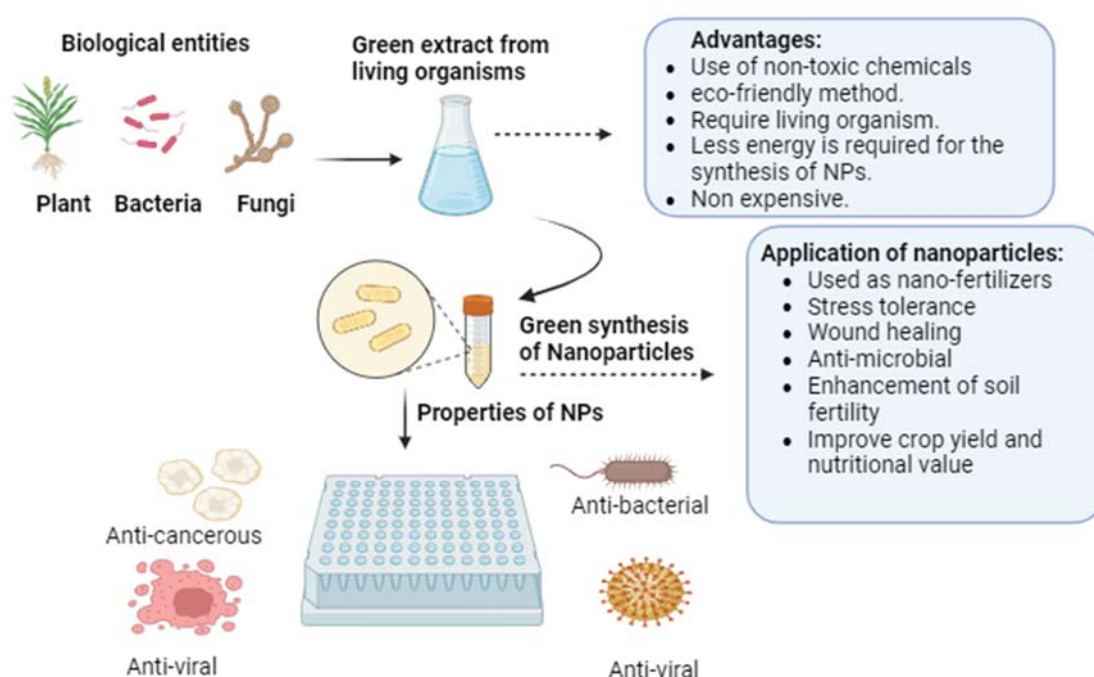 Biological entities
Plant
Bacteria
Fungi
Green extract from
living organisms
Advantages:
• Use of non-toxic chemicals
• eco-friendly method.
• Require living organism.
• Less energy is required for the
synthesis of NPs.
• Non expensive.
Green synthesis
of Nanoparticles
Application of nanoparticles:
• Used as nano-fertilizers
• Stress tolerance
• Wound healing
• Anti-microbial
• Enhancement of soil
fertility
• Improve crop yield and
nutritional value
Properties of NPs
Anti-cancerous
Anti-bacterial
Anti-viral
Anti-viral